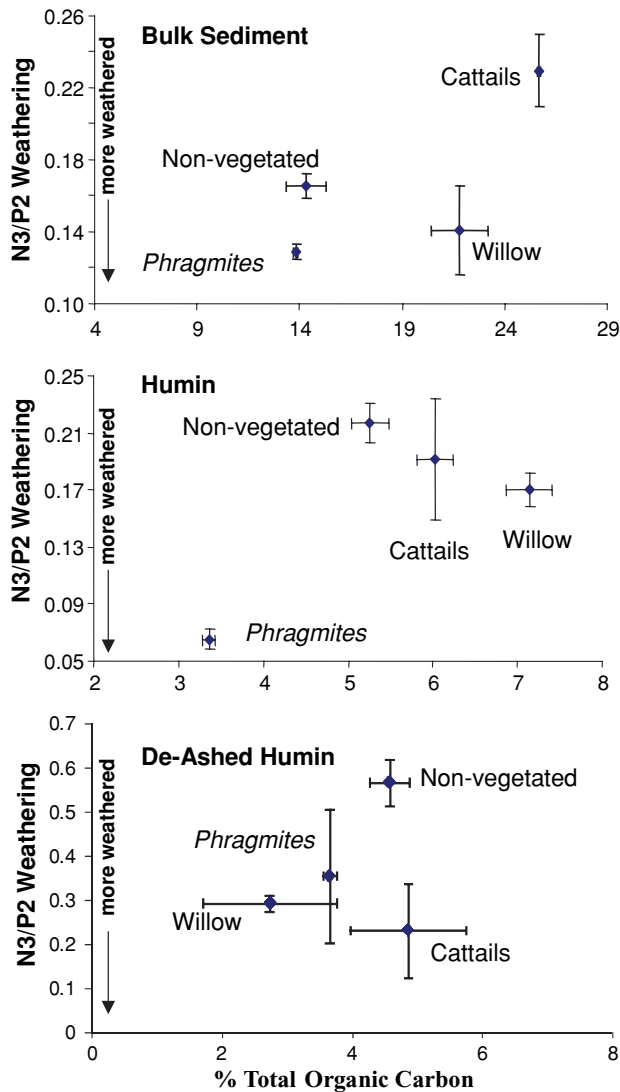 Bulk Sediment
N3/P2 Weathering
more weathered
0.26
0.22
0.18
0.14
0.10
Cattails
Non-vegetated
Phragmites
Willow
4 9 14 19 24 29
Humin
N3/P2 Weathering
more weathered
0.25
0.21
0.17
0.13
0.09
0.05
Non-vegetated
Cattails
Willow
Phragmites
2 3 4 5 6 7 8
De-Ashed Humin
N3/P2 Weathering
more weathered
0.7
0.6
0.5
0.4
0.3
0.2
0.1
0
Non-vegetated
Phragmites
Willow
Cattails
0 2 4 6 8
% Total Organic Carbon